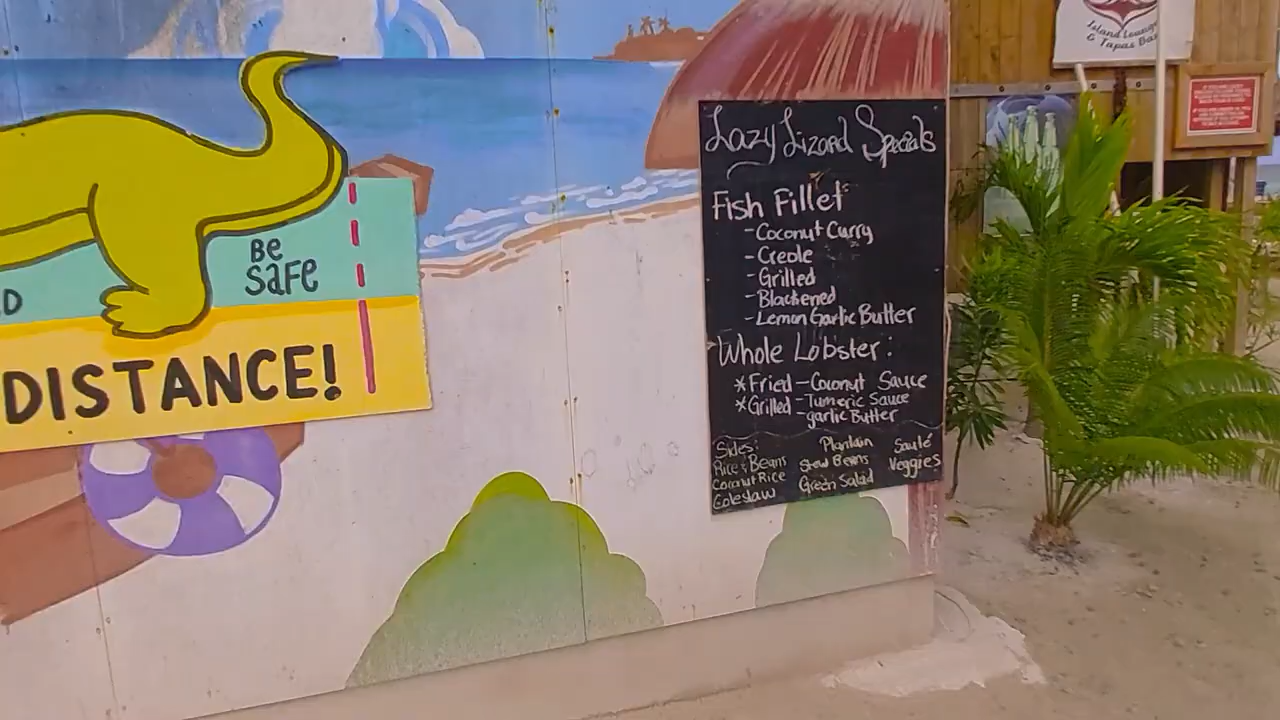 BE
SAFE
DISTANCE!
Lazy Lizard Specials
Fish Fillet
-Coconut Curry
-Creole
-Grilled
-Blackened
-Lemon Garlic Butter
Whole Lobster:
*Fried -Coconut Sauce
*Grilled -Tumeric Sauce
-garlic Butter
Sides: Plantain Sauté
Rice & Beans Stew Beans Veggies
Coconut Rice Green Salad
Coleslaw
Island Lounge
& Tapas Bar